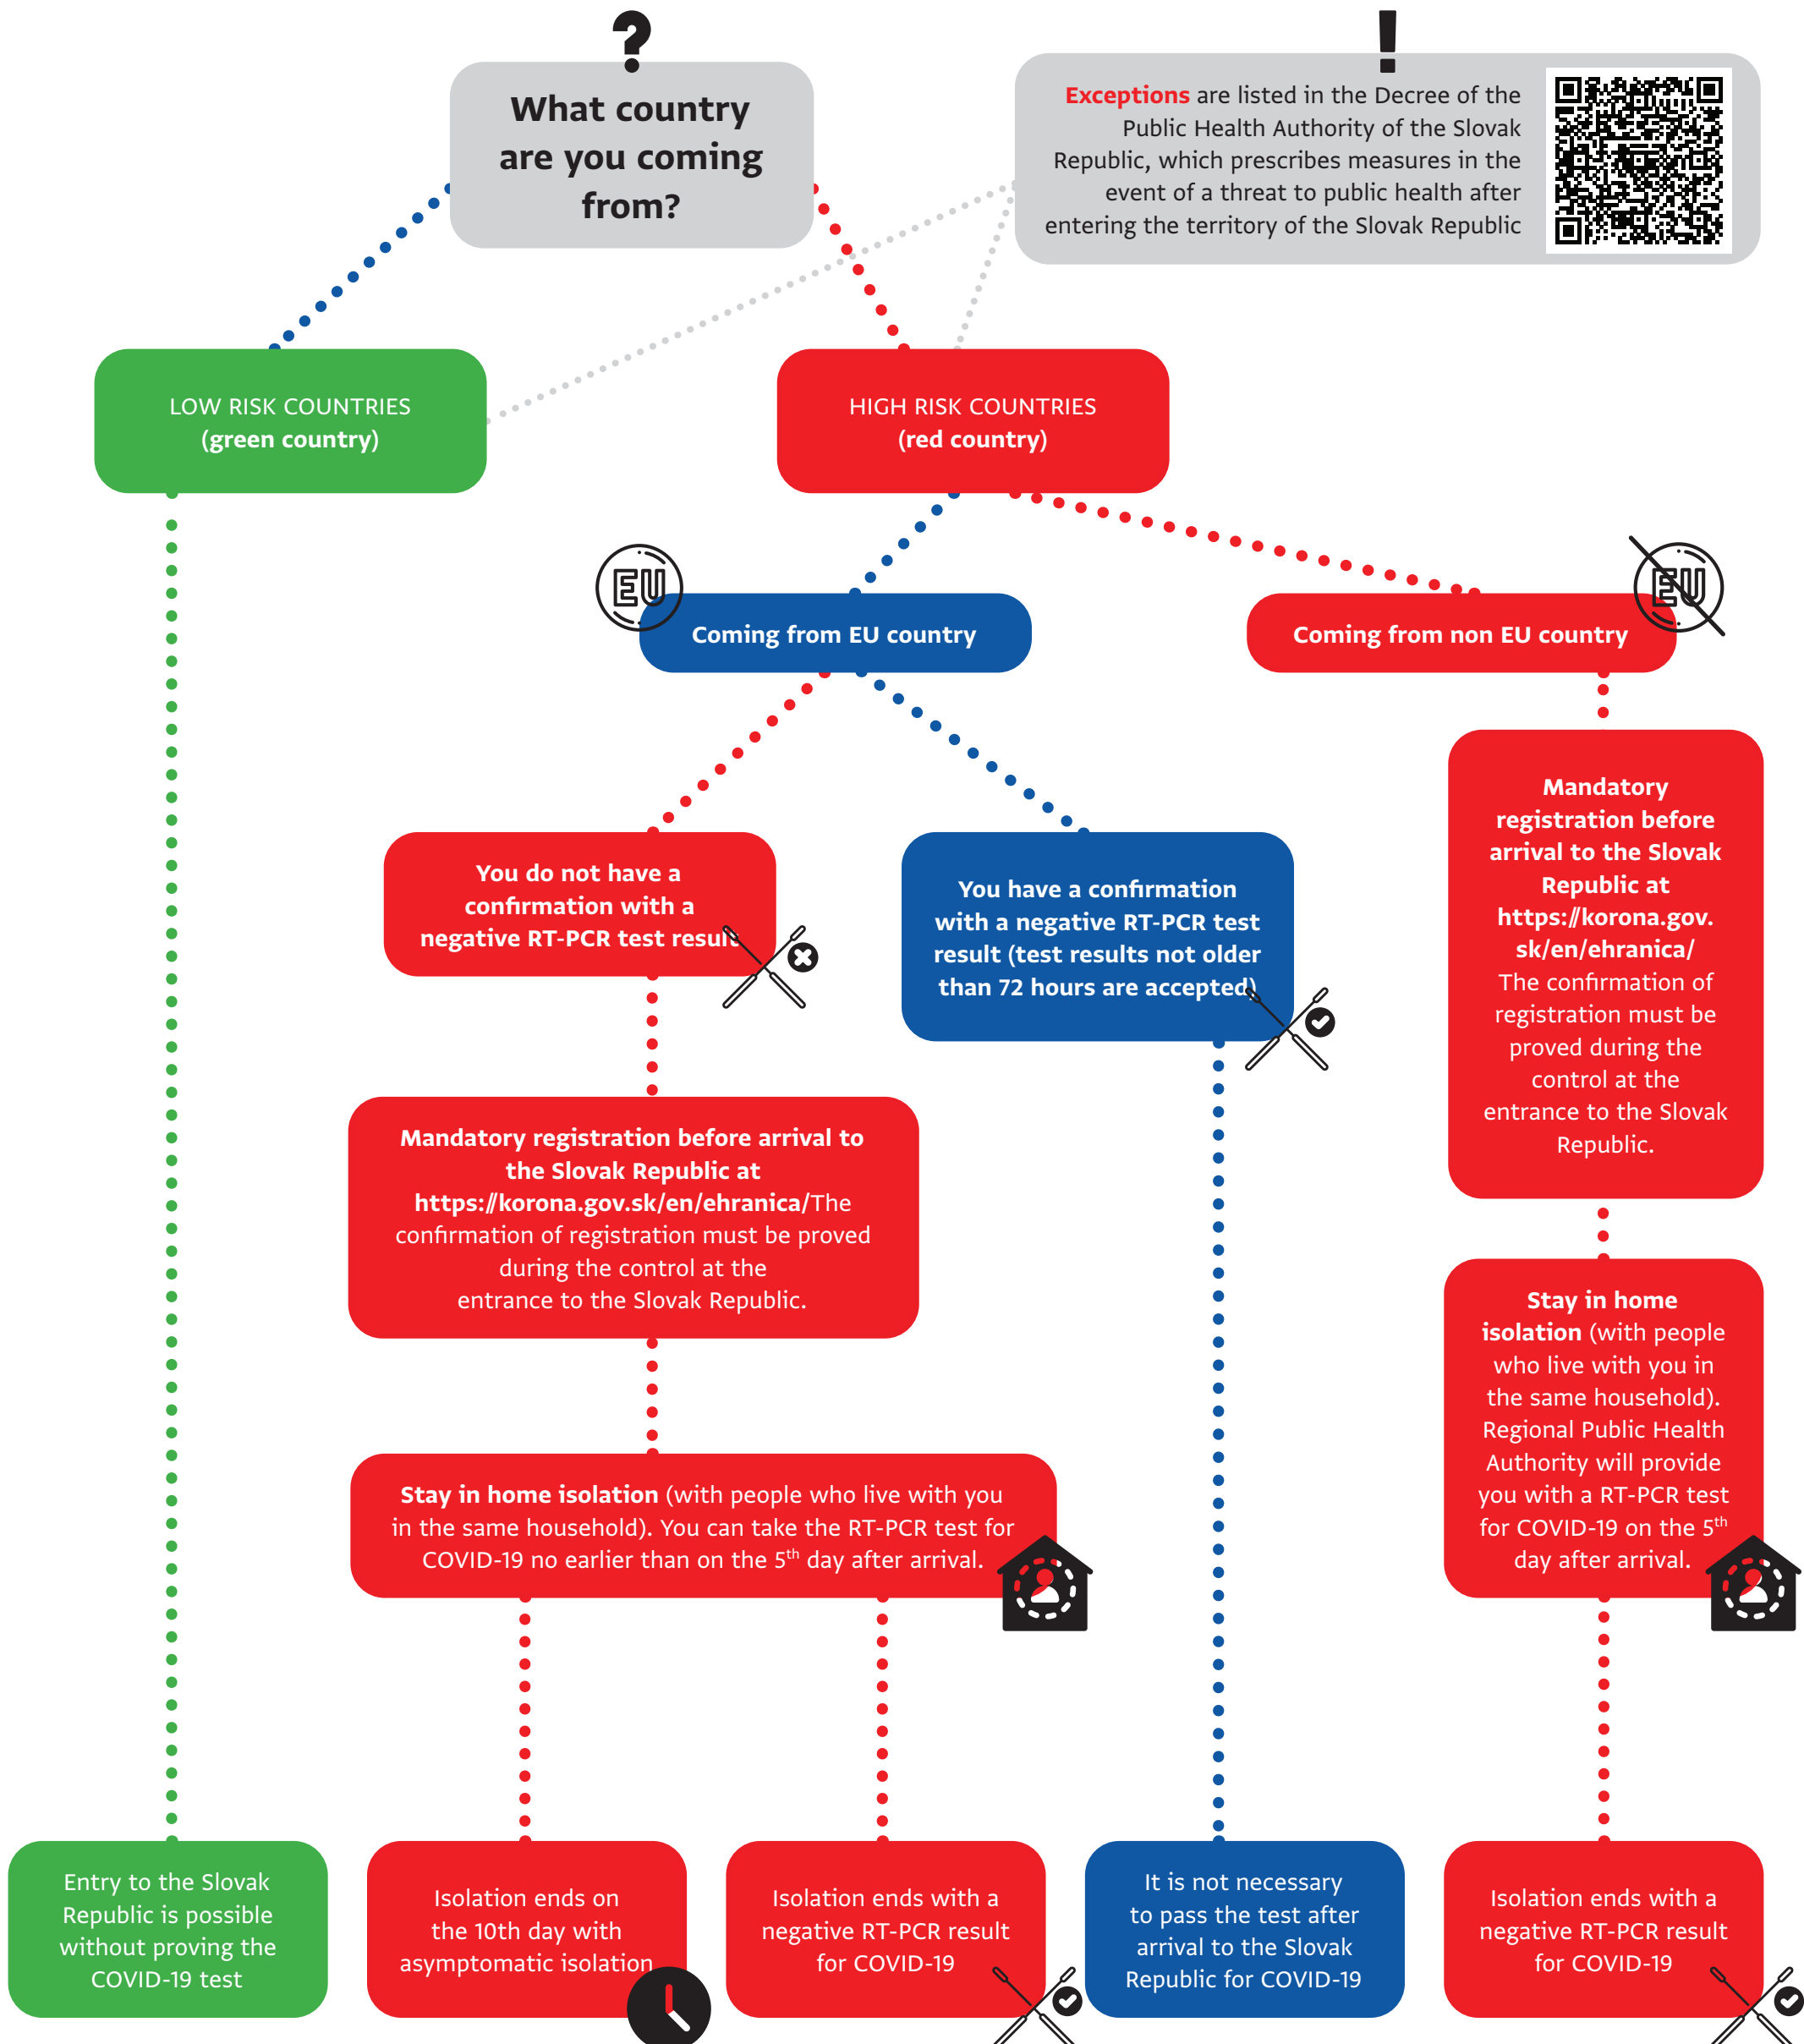 ?
What country
are you coming
from?
!
Exceptions are listed in the Decree of the
Public Health Authority of the Slovak
Republic, which prescribes measures in the
event of a threat to public health after
entering the territory of the Slovak Republic
LOW RISK COUNTRIES
(green country)
HIGH RISK COUNTRIES
(red country)
EU
Coming from EU country
EU
Coming from non EU country
You do not have a
confirmation with a
negative RT-PCR test result
You have a confirmation
with a negative RT-PCR test
result (test results not older
than 72 hours are accepted)
Mandatory
registration before
arrival to the Slovak
Republic at
https://korona.gov.
sk/en/ehranica/
The confirmation of
registration must be
proved during the
control at the
entrance to the Slovak
Republic.
Mandatory registration before arrival to
the Slovak Republic at
https://korona.gov.sk/en/ehranica/The
confirmation of registration must be proved
during the control at the
entrance to the Slovak Republic.
Stay in home isolation (with people who live with you
in the same household). You can take the RT-PCR test for
COVID-19 no earlier than on the 5th day after arrival.
Stay in home
isolation (with people
who live with you in
the same household).
Regional Public Health
Authority will provide
you with a RT-PCR test
for COVID-19 on the 5th
day after arrival.
Entry to the Slovak
Republic is possible
without proving the
COVID-19 test
Isolation ends on
the 10th day with
asymptomatic isolation
Isolation ends with a
negative RT-PCR result
for COVID-19
It is not necessary
to pass the test after
arrival to the Slovak
Republic for COVID-19
Isolation ends with a
negative RT-PCR result
for COVID-19